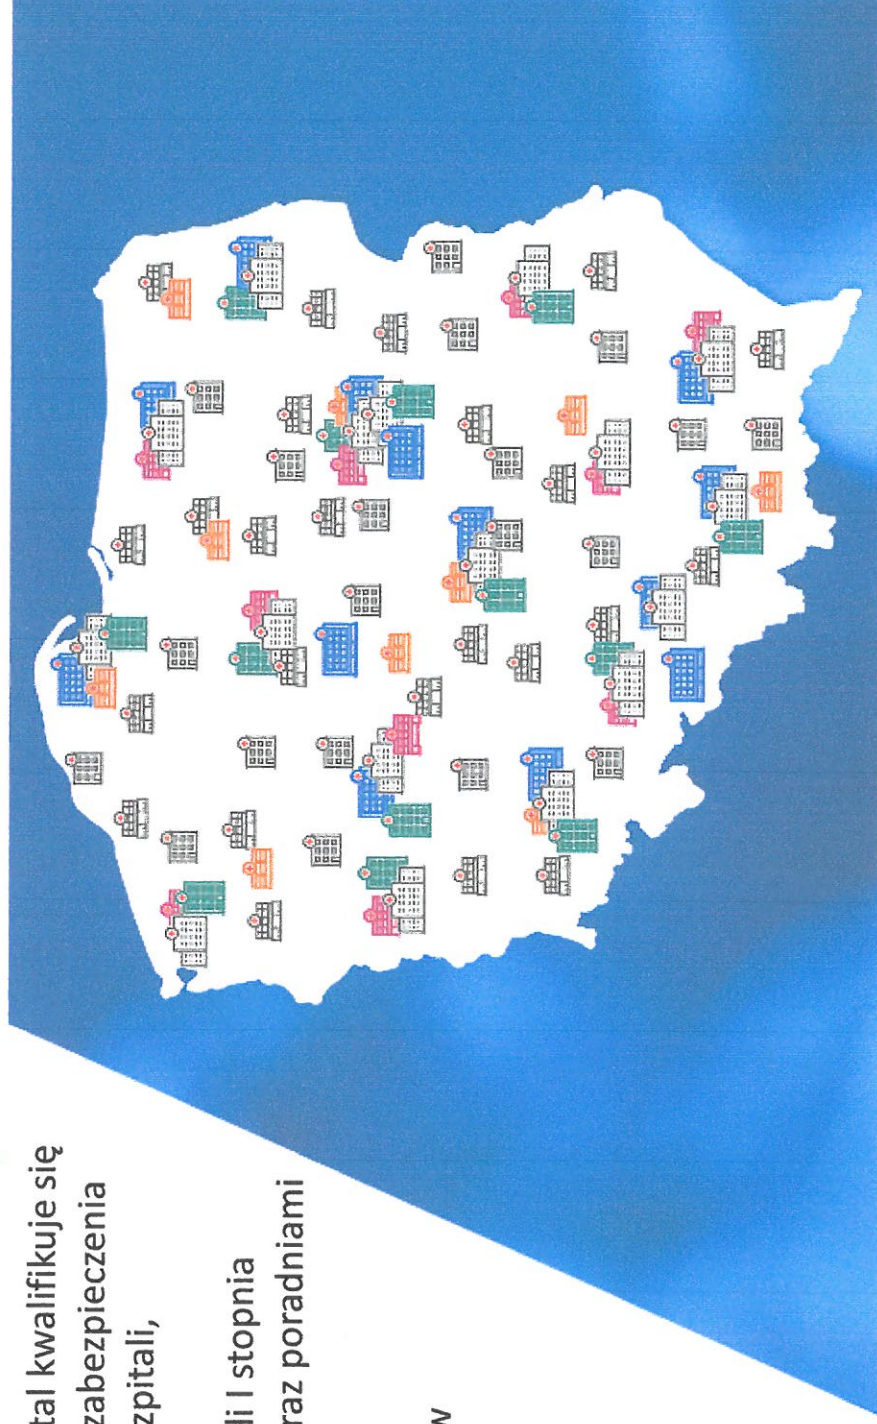 tal kwalifikuje się
zabezpieczenia
zpitali,
li I stopnia
raz poradniami
w